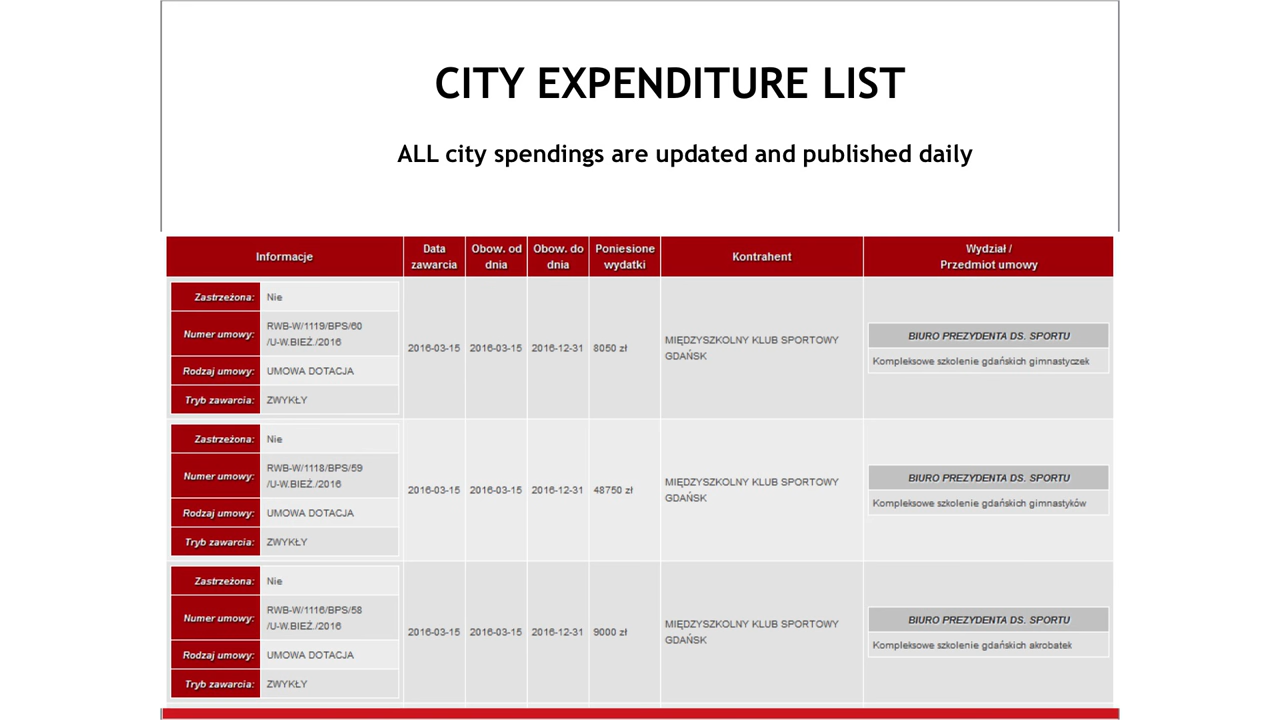 CITY EXPENDITURE LIST
ALL city spendings are updated and published daily
Informacje
Data
zawarcia
Obow. od
dnia
Obow. do
dnia
Poniesione
wydatki
Kontrahent
Wydział /
Przedmiot umowy
Zastrzeżona: Nie
Numer umowy: RWB-W/1119/BPS/60
/U-W.BIEŻ./2016
Rodzaj umowy: UMOWA DOTACJA
Tryb zawarcia: ZWYKŁY
2016-03-15 2016-03-15 2016-12-31 8050 zł
MIĘDZYSZKOLNY KLUB SPORTOWY
GDAŃSK
BIURO PREZYDENTA DS. SPORTU
Kompleksowe szkolenie gdańskich gimnastyczek
Zastrzeżona: Nie
Numer umowy: RWB-W/1118/BPS/59
/U-W.BIEŻ./2016
Rodzaj umowy: UMOWA DOTACJA
Tryb zawarcia: ZWYKŁY
2016-03-15 2016-03-15 2016-12-31 48750 zł
MIĘDZYSZKOLNY KLUB SPORTOWY
GDAŃSK
BIURO PREZYDENTA DS. SPORTU
Kompleksowe szkolenie gdańskich gimnastyków
Zastrzeżona: Nie
Numer umowy: RWB-W/1116/BPS/58
/U-W.BIEŻ./2016
Rodzaj umowy: UMOWA DOTACJA
Tryb zawarcia: ZWYKŁY
2016-03-15 2016-03-15 2016-12-31 9000 zł
MIĘDZYSZKOLNY KLUB SPORTOWY
GDAŃSK
BIURO PREZYDENTA DS. SPORTU
Kompleksowe szkolenie gdańskich akrobatek